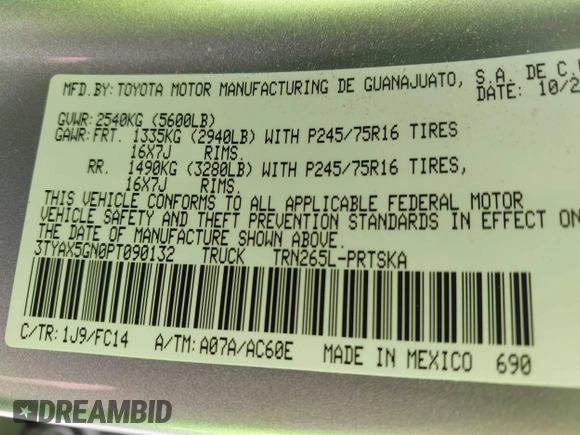 MFD. BY: TOYOTA MOTOR MANUFACTURING DE GUANAJUATO, S.A. DE C.
DATE: 10/2
GVWR: 2540KG (5600LB)
GAWR: FRT. 1335KG (2940LB) WITH P245/75R16 TIRES
16X7J RIMS.
RR. 1490KG (3280LB) WITH P245/75R16 TIRES,
16X7J RIMS.
THIS VEHICLE CONFORMS TO ALL APPLICABLE FEDERAL MOTOR
VEHICLE SAFETY AND THEFT PREVENTION STANDARDS IN EFFECT ON
THE DATE OF MANUFACTURE SHOWN ABOVE.
3TYAX5GN0PT090132 TRUCK TRN265L-PRTSKA
C/TR: 1J9/FC14 A/TM: A07A/AC60E MADE IN MEXICO 690
DREAMBID